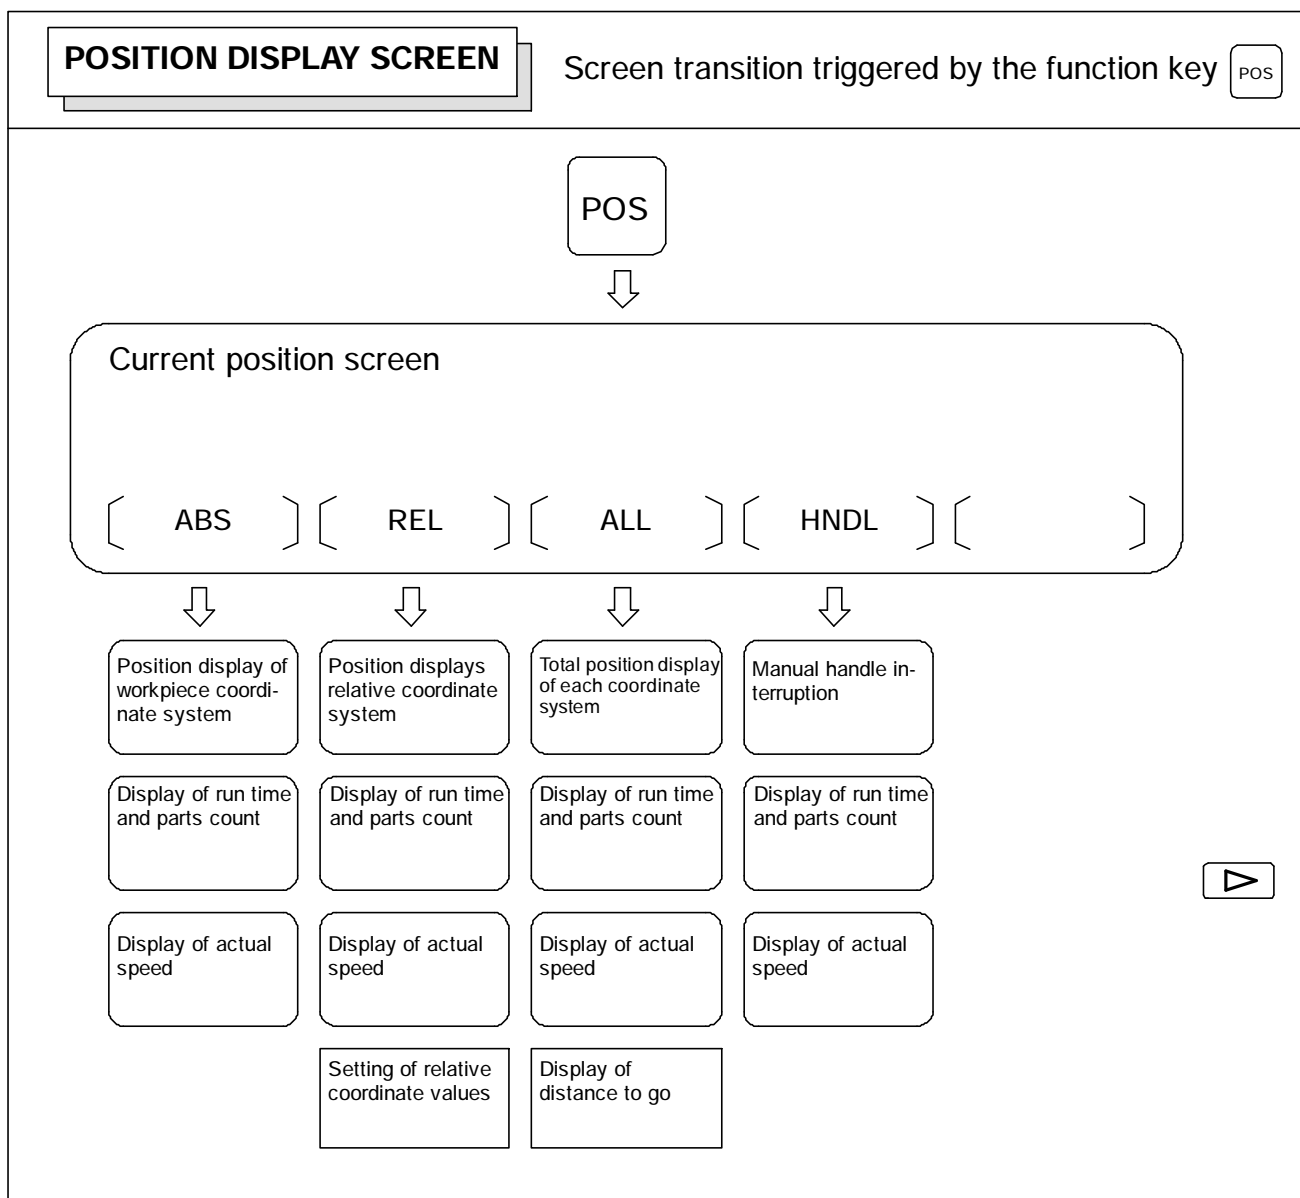 POSITION DISPLAY SCREEN
Screen transition triggered by the function key POS
POS
Current position screen
ABS REL ALL HNDL
Position display of
workpiece coordi-
nate system
Position displays
relative coordinate
system
Total position display
of each coordinate
system
Manual handle in-
terruption
Display of run time
and parts count
Display of run time
and parts count
Display of run time
and parts count
Display of run time
and parts count
Display of actual
speed
Display of actual
speed
Display of actual
speed
Display of actual
speed
Setting of relative
coordinate values
Display of
distance to go